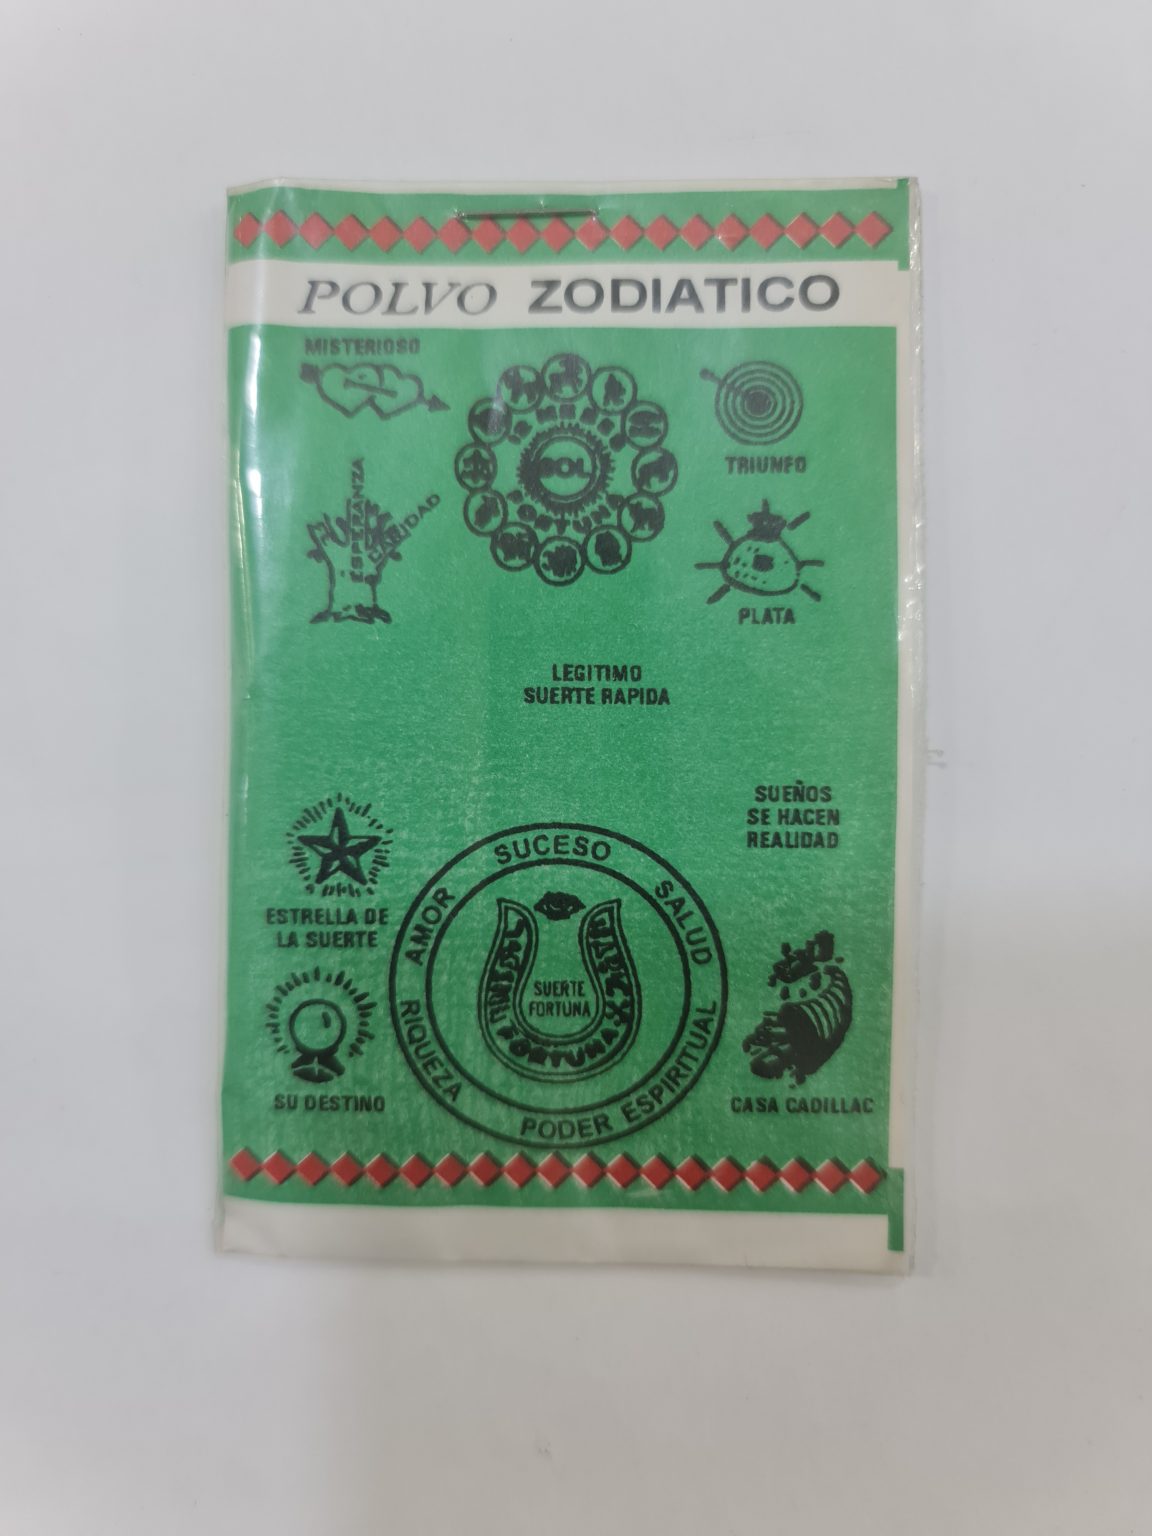 POLVO ZODIATICO
MISTERIOSO
SOL
FORTUNA
TRIUNFO
ESPERANZA
CARIDAD
PLATA
LEGITIMO
SUERTE RAPIDA
SUEÑOS
SE HACEN
REALIDAD
ESTRELLA DE
LA SUERTE
SU DESTINO
AMOR
SUCESO
SALUD
RIQUEZA
PODER ESPIRITUAL
SUERTE
FORTUNA
FORTUNA
CASA CADILLAC